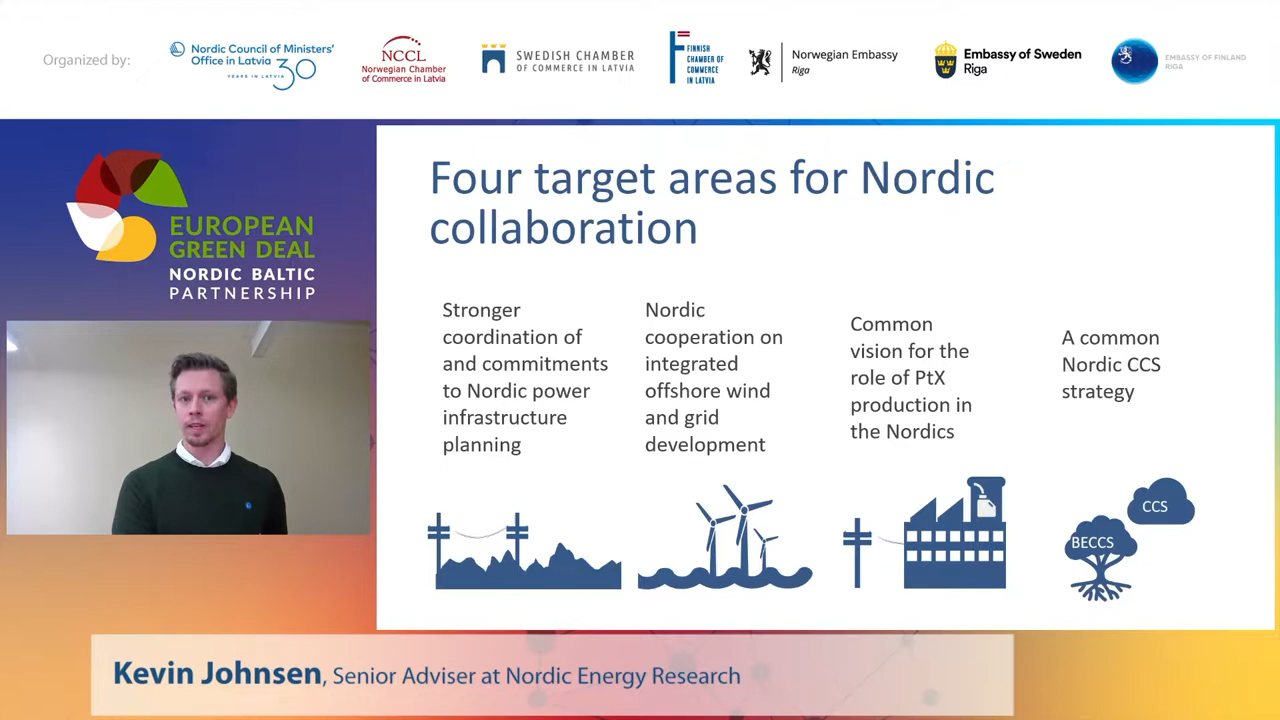 Organized by:
Nordic Council of Ministers'
Office in Latvia
YEARS IN LATVIA 30
NCCL
Norwegian Chamber
of Commerce in Latvia
SWEDISH CHAMBER
OF COMMERCE IN LATVIA
FINNISH
CHAMBER OF
COMMERCE
IN LATVIA
Norwegian Embassy
Riga
Embassy of Sweden
Riga
EMBASSY OF FINLAND
RIGA
EUROPEAN
GREEN DEAL
NORDIC BALTIC
PARTNERSHIP
Four target areas for Nordic
collaboration
Stronger
coordination of
and commitments
to Nordic power
infrastructure
planning
Nordic
cooperation on
integrated
offshore wind
and grid
development
Common
vision for the
role of PtX
production in
the Nordics
A common
Nordic CCS
strategy
CCS
BECCS
Kevin Johnsen, Senior Adviser at Nordic Energy Research